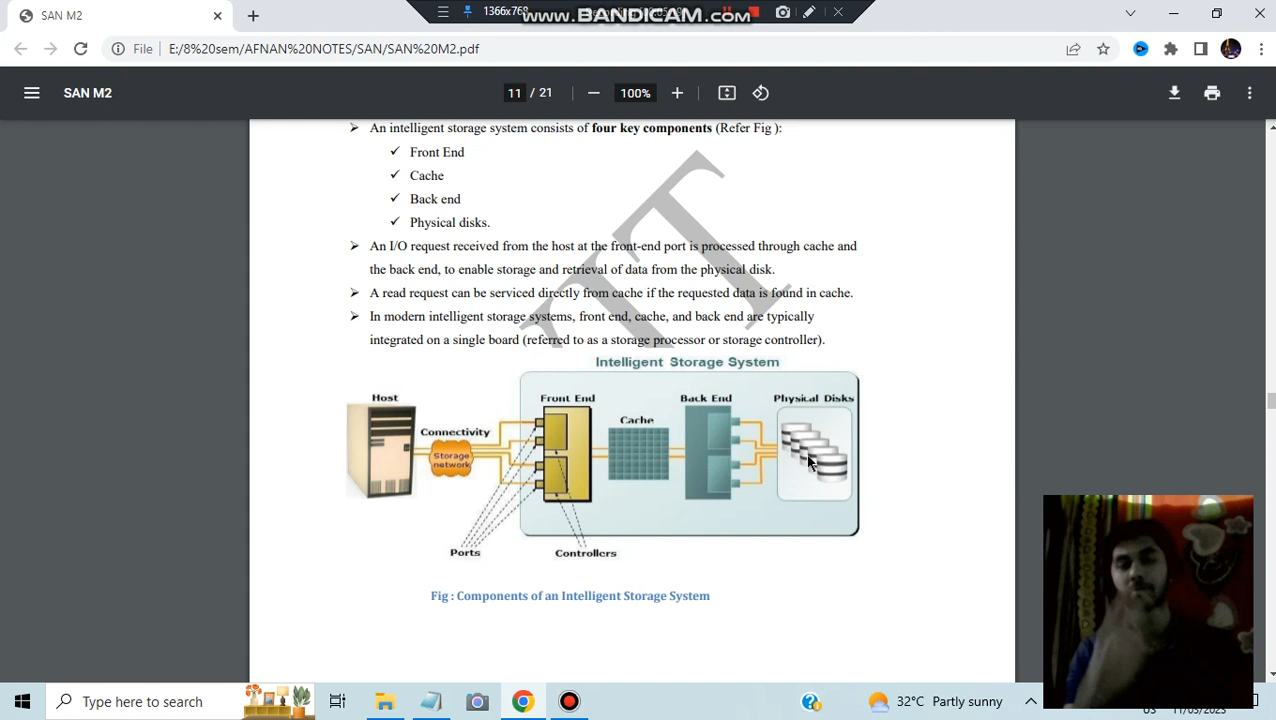 SAN M2
1366x768
www.BANDICAM.com
File
E:/8%20sem/AFNAN%20NOTES/SAN/SAN%20M2.pdf
SAN M2
11 / 21
100%
An intelligent storage system consists of four key components (Refer Fig ):
Front End
Cache
Back end
Physical disks.
An I/O request received from the host at the front-end port is processed through cache and
the back end, to enable storage and retrieval of data from the physical disk.
A read request can be serviced directly from cache if the requested data is found in cache.
In modern intelligent storage systems, front end, cache, and back end are typically
integrated on a single board (referred to as a storage processor or storage controller).
Intelligent Storage System
Host
Front End
Back End
Physical Disks
Cache
Connectivity
Storage
network
Ports
Controllers
Fig : Components of an Intelligent Storage System
Type here to search
32°C Partly sunny